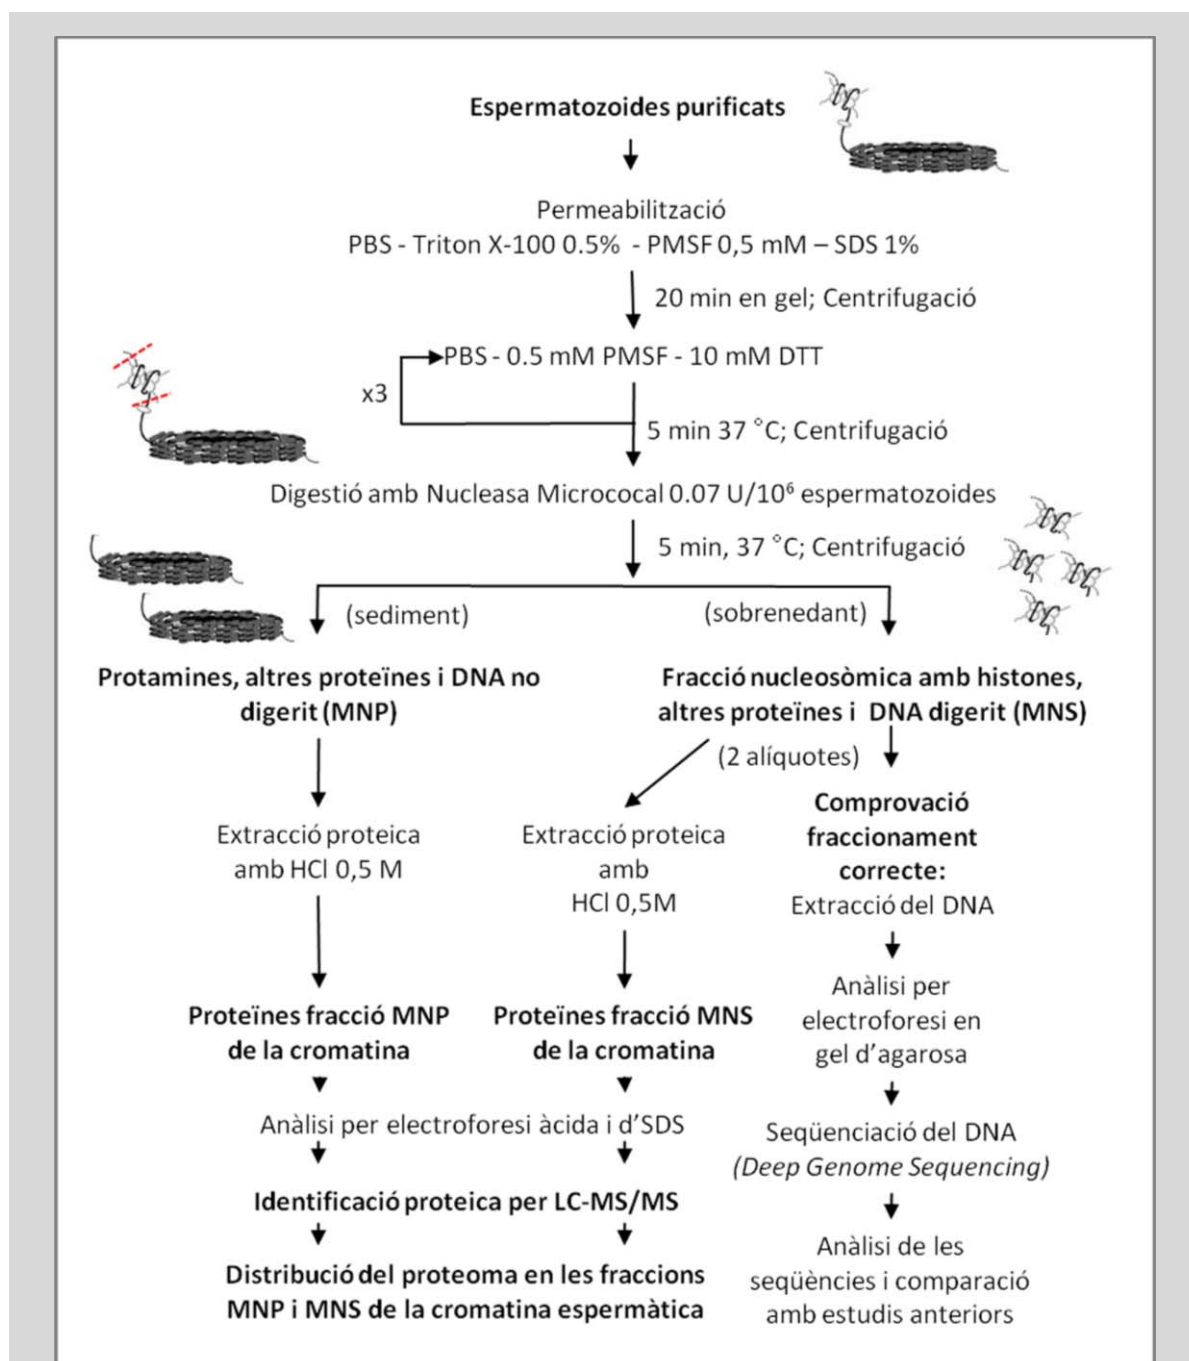 Espermatozoides purificats
Permeabilització
PBS - Triton X-100 0.5% - PMSF 0,5 mM – SDS 1%
20 min en gel; Centrifugació
PBS - 0.5 mM PMSF - 10 mM DTT
x3
5 min 37 °C; Centrifugació
Digestió amb Nucleasa Micrococal 0.07 U/10⁶ espermatozoides
5 min, 37 °C; Centrifugació
(sediment)
(sobrenedant)
Protamines, altres proteïnes i DNA no
digerit (MNP)
Fracció nucleosòmica amb histones,
altres proteïnes i DNA digerit (MNS)
(2 alíquotes)
Extracció proteica
amb HCl 0,5 M
Extracció proteica
amb
HCl 0,5M
Comprovació
fraccionament
correcte:
Extracció del DNA
Proteïnes fracció MNP
de la cromatina
Proteïnes fracció MNS
de la cromatina
Anàlisi per
electroforesi en
gel d'agarosa
Anàlisi per electroforesi àcida i d'SDS
Seqüenciació del DNA
(Deep Genome Sequencing)
Identificació proteica per LC-MS/MS
Distribució del proteoma en les fraccions
MNP i MNS de la cromatina espermàtica
Anàlisi de les
seqüències i comparació
amb estudis anteriors